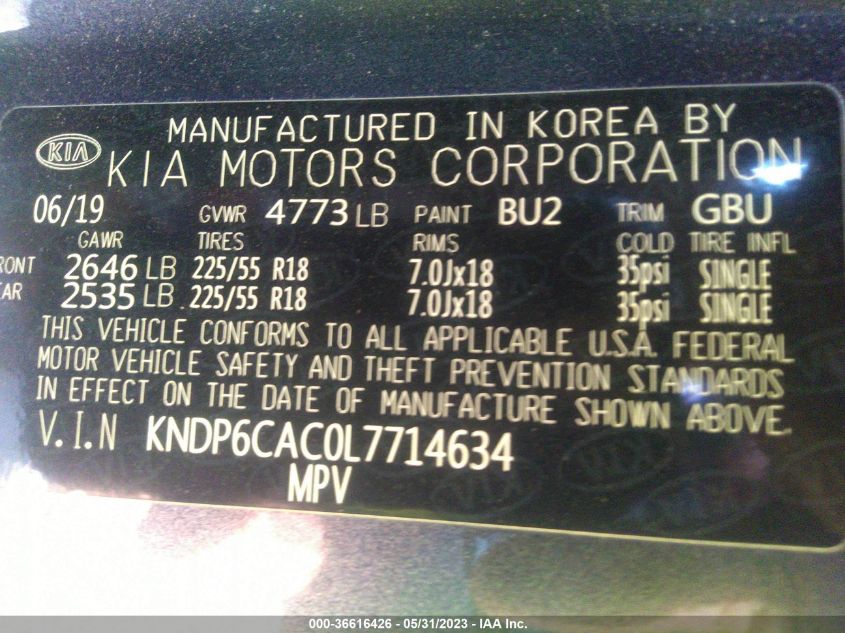 MANUFACTURED IN KOREA BY
KIA KIA MOTORS CORPORATION
06/19 GVWR 4773 LB PAINT BU2 TRIM GBU
GAWR TIRES RIMS COLD TIRE INFL
RONT 2646 LB 225/55 R18 7.0Jx18 35psi SINGLE
EAR 2535 LB 225/55 R18 7.0Jx18 35psi SINGLE
THIS VEHICLE CONFORMS TO ALL APPLICABLE U.S.A. FEDERAL
MOTOR VEHICLE SAFETY AND THEFT PREVENTION STANDARDS
IN EFFECT ON THE DATE OF MANUFACTURE SHOWN ABOVE.
V.I.N KNDP6CAC0L7714634
MPV
000-36616426 - 05/31/2023 - IAA Inc.